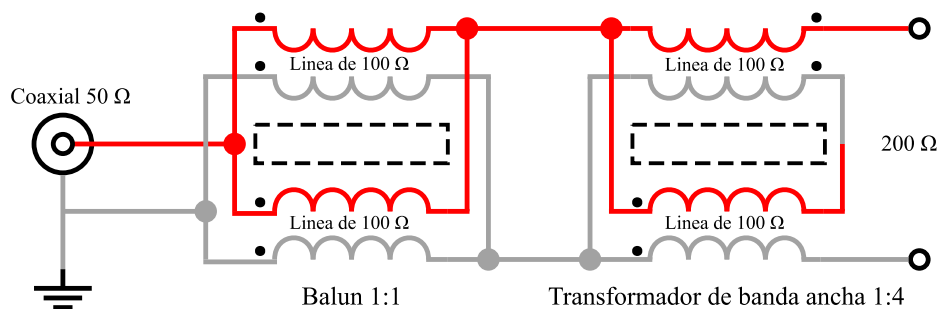 Linea de 100 Ω
Linea de 100 Ω
Coaxial 50 Ω
200 Ω
Linea de 100 Ω
Linea de 100 Ω
Balun 1:1
Transformador de banda ancha 1:4